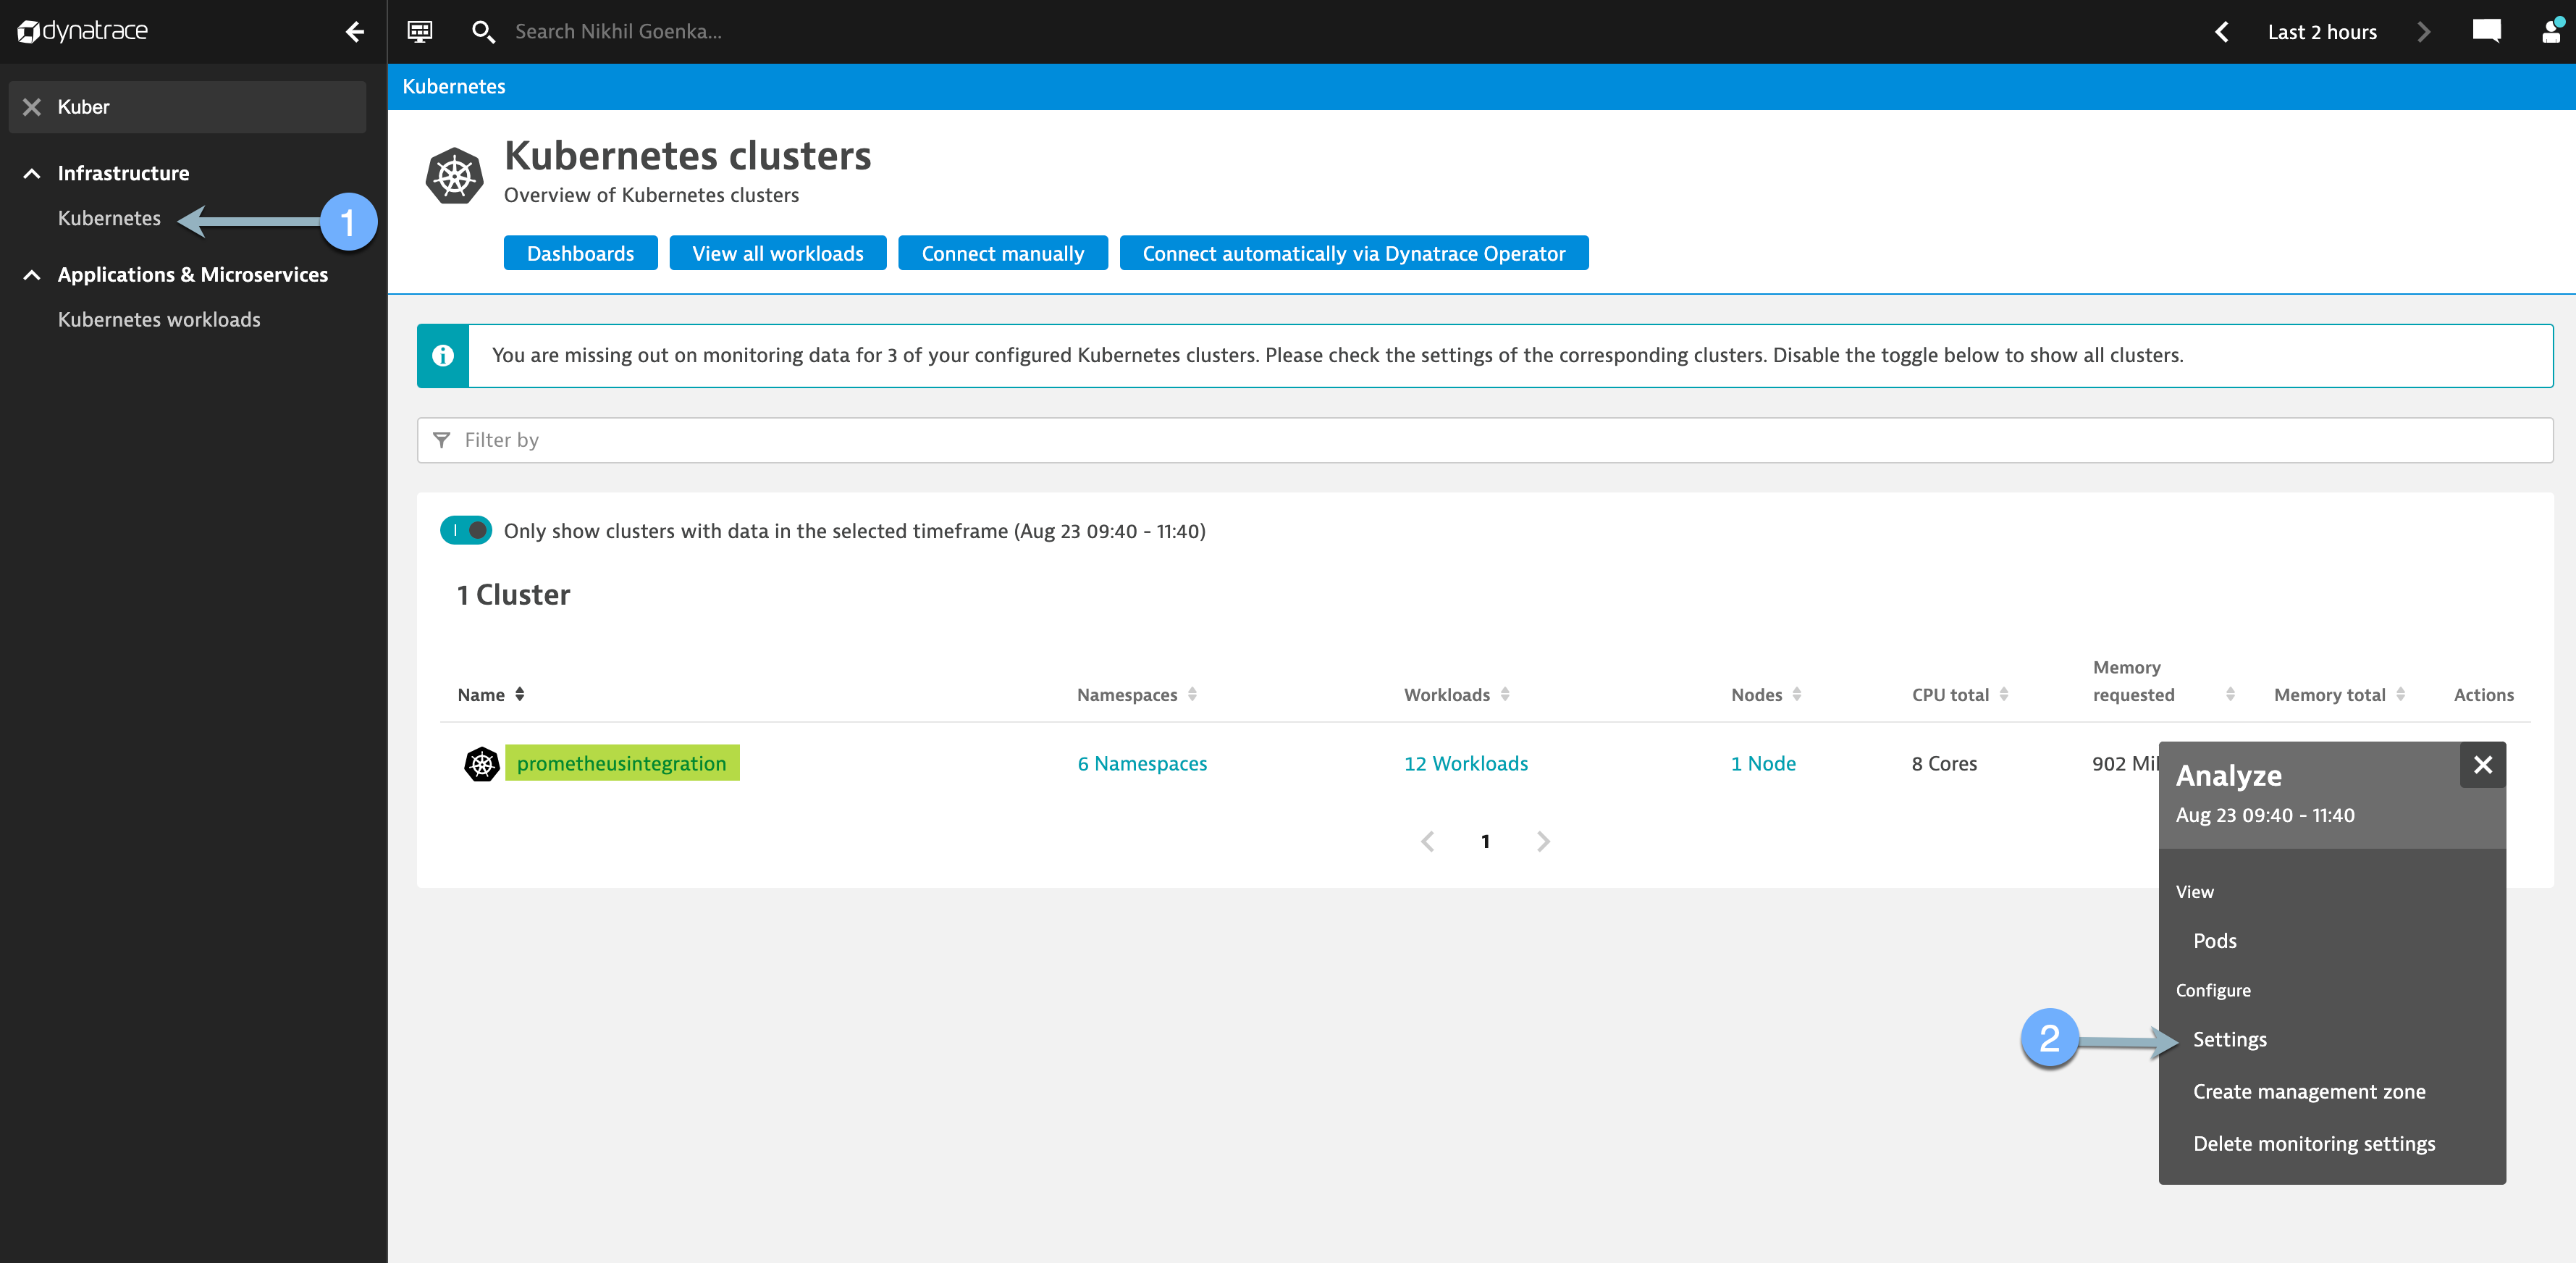 dynatrace
Search Nikhil Goenka...
Last 2 hours
Kuber
Infrastructure
Kubernetes
1
Applications & Microservices
Kubernetes workloads
Kubernetes
Kubernetes clusters
Overview of Kubernetes clusters
Dashboards
View all workloads
Connect manually
Connect automatically via Dynatrace Operator
You are missing out on monitoring data for 3 of your configured Kubernetes clusters. Please check the settings of the corresponding clusters. Disable the toggle below to show all clusters.
Filter by
Only show clusters with data in the selected timeframe (Aug 23 09:40 - 11:40)
1 Cluster
Name Namespaces Workloads Nodes CPU total Memory requested Memory total Actions
prometheusintegration 6 Namespaces 12 Workloads 1 Node 8 Cores 902
1
Analyze
Aug 23 09:40 - 11:40
View
Pods
Configure
2
Settings
Create management zone
Delete monitoring settings